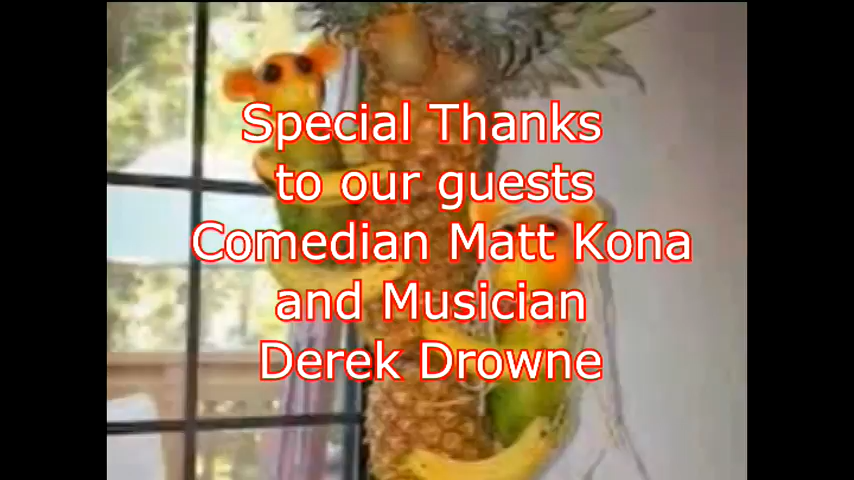 Special Thanks
to our guests
Comedian Matt Kona
and Musician
Derek Drowne